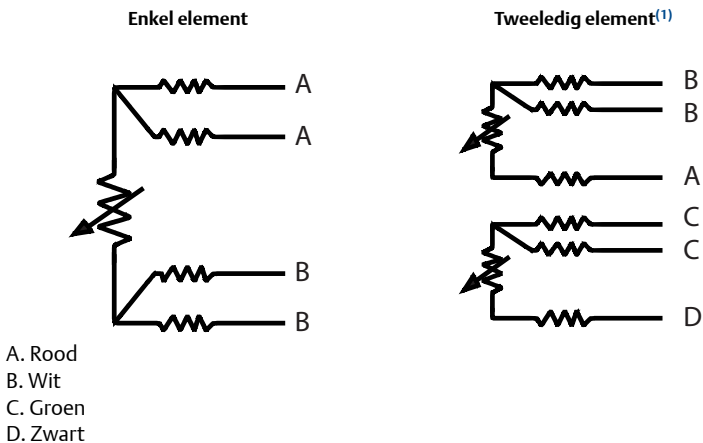 Enkel element
Tweeledig element(1)
A
A
B
B
B
B
A
C
C
D
A. Rood
B. Wit
C. Groen
D. Zwart